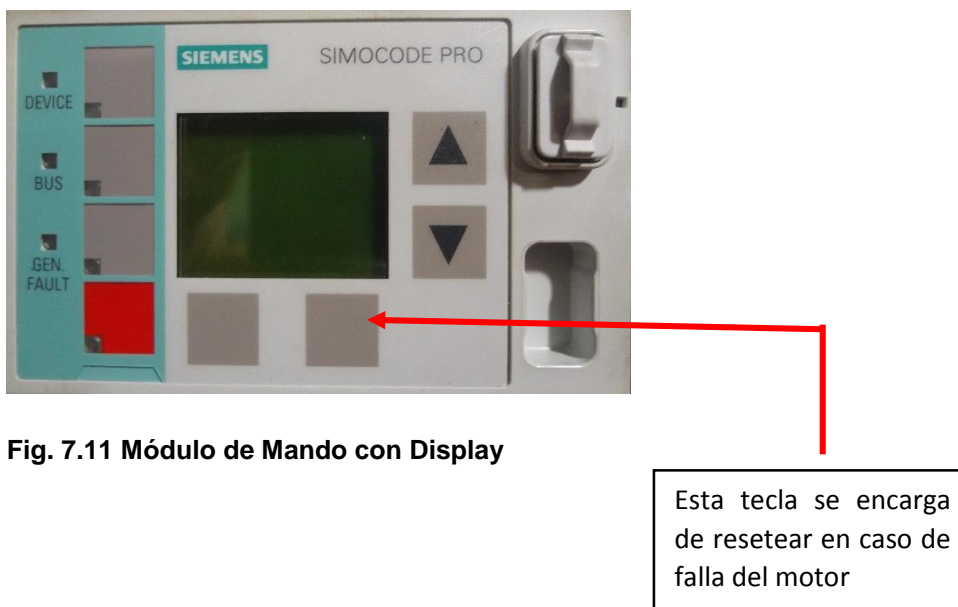 SIEMENS SIMOCODE PRO
DEVICE
BUS
GEN.
FAULT
Fig. 7.11 Módulo de Mando con Display
Esta tecla se encarga
de resetear en caso de
falla del motor